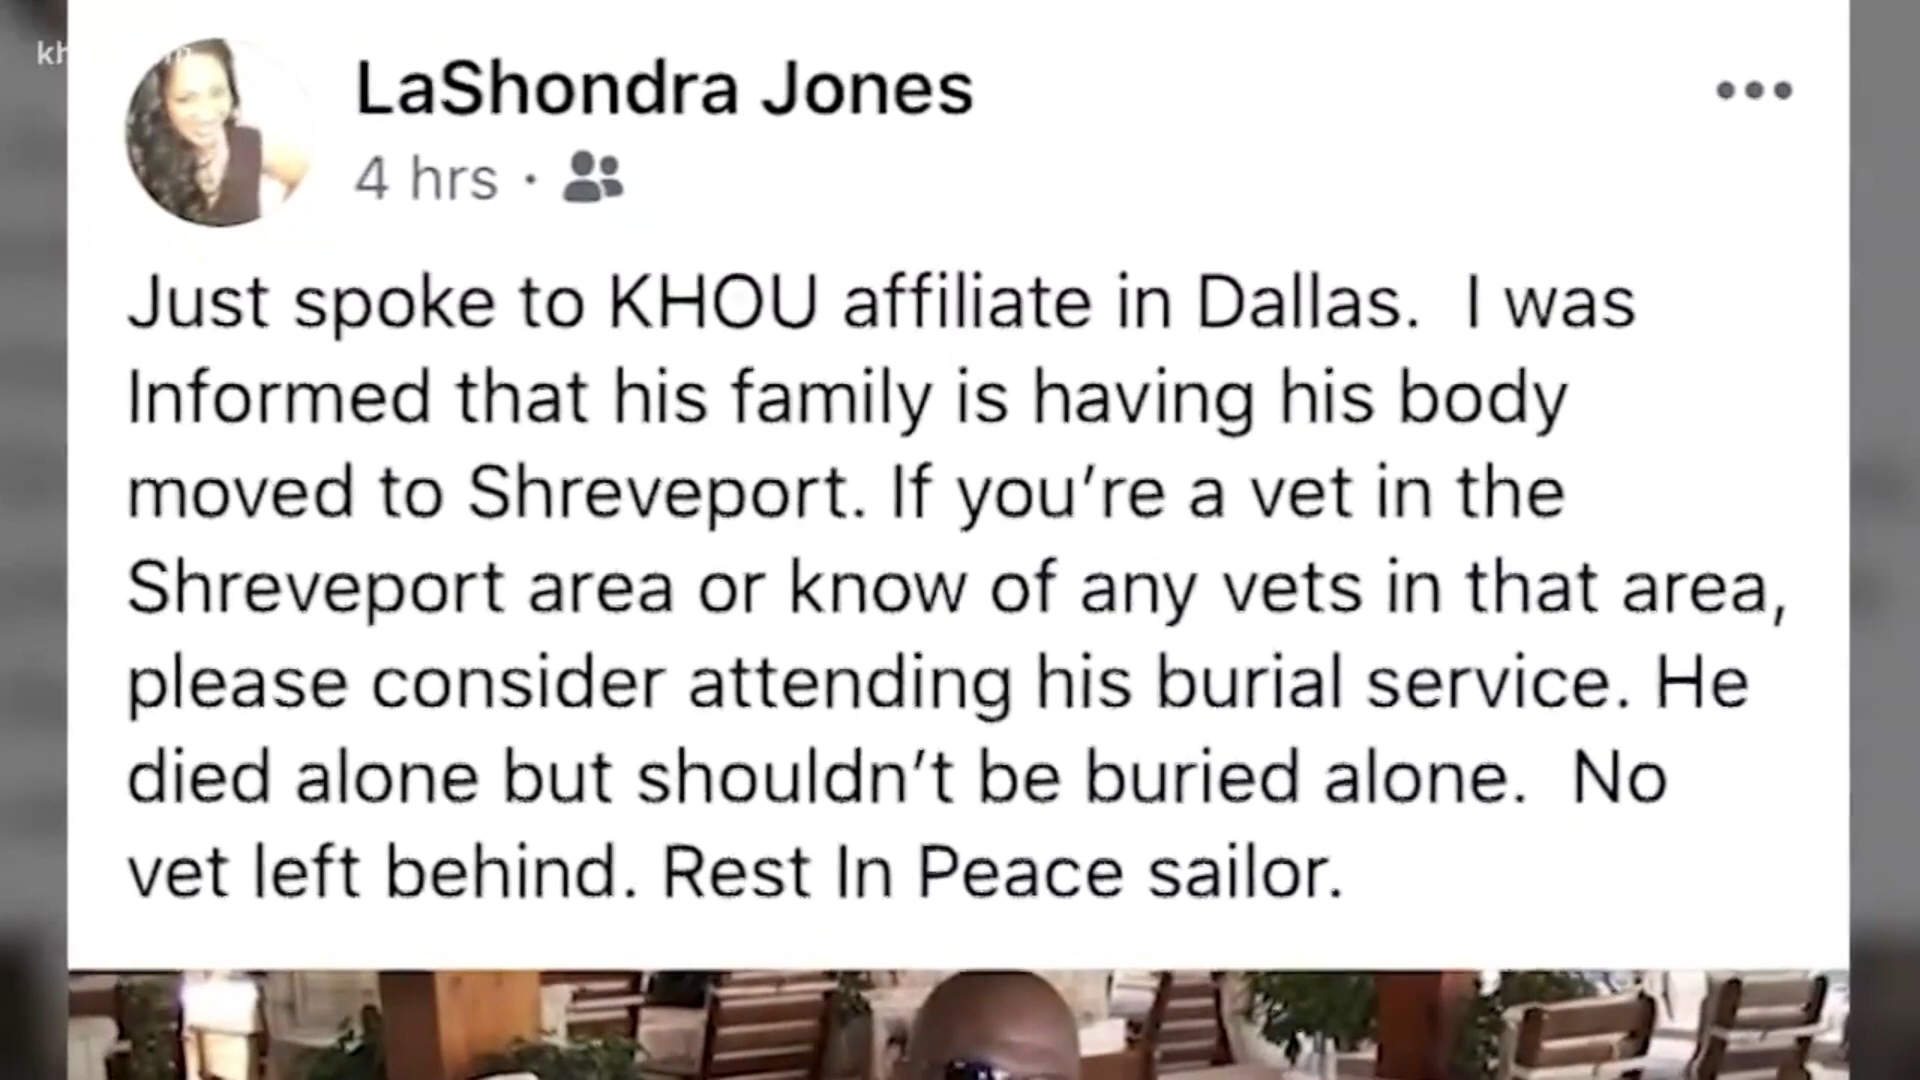 LaShondra Jones
4 hrs ·
Just spoke to KHOU affiliate in Dallas.  I was
Informed that his family is having his body
moved to Shreveport. If you’re a vet in the
Shreveport area or know of any vets in that area,
please consider attending his burial service. He
died alone but shouldn’t be buried alone.  No
vet left behind. Rest In Peace sailor.